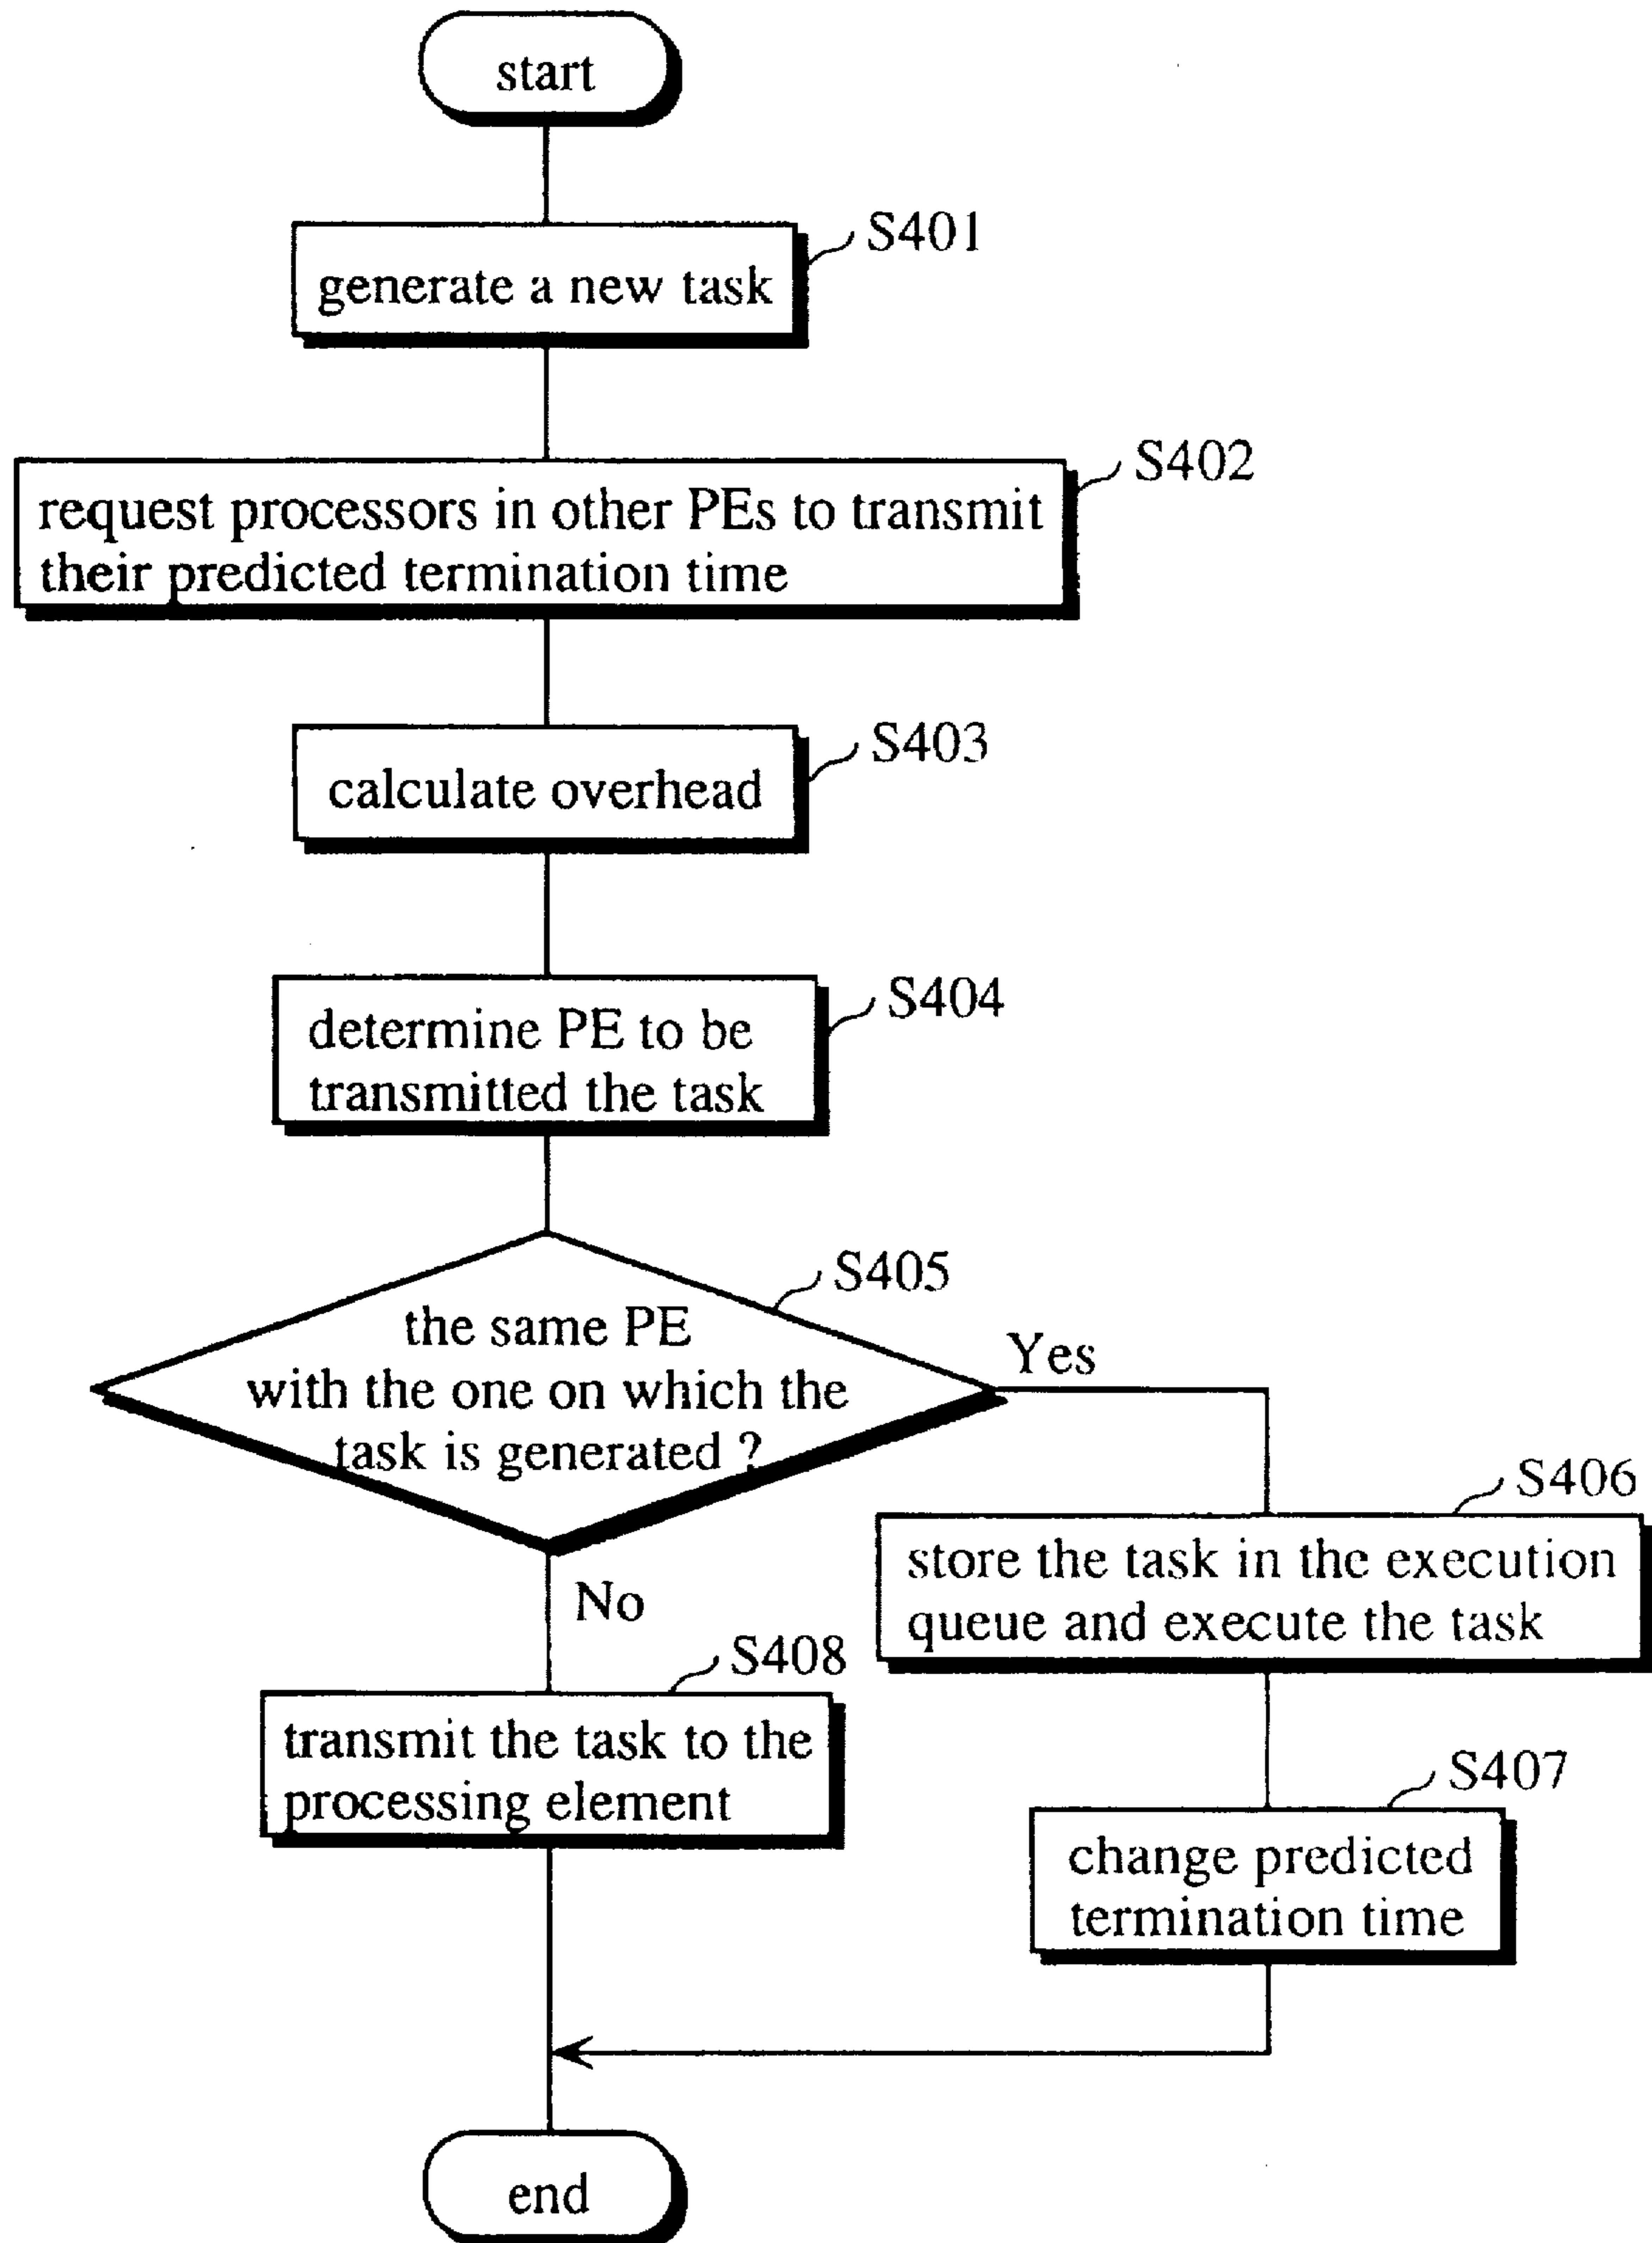 start
S401
generate a new task
S402
request processors in other PEs to transmit
their predicted termination time
S403
calculate overhead
S404
determine PE to be
transmitted the task
S405
the same PE
with the one on which the
task is generated ?
Yes
No
S406
store the task in the execution
queue and execute the task
S408
transmit the task to the
processing element
S407
change predicted
termination time
end